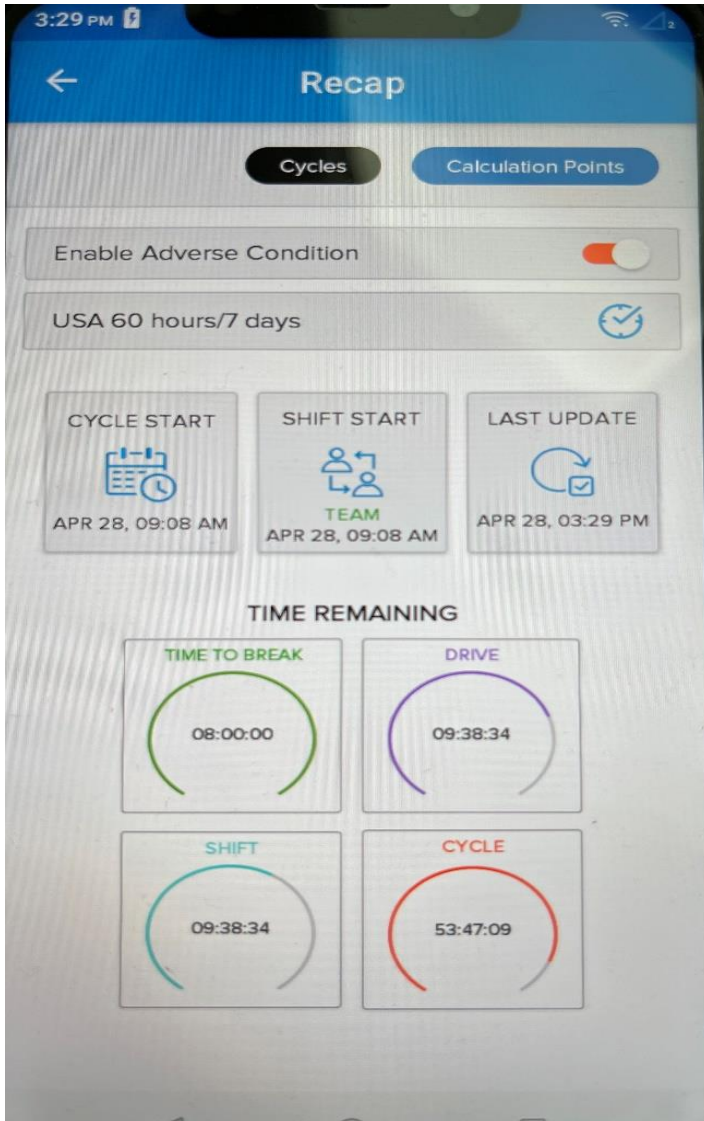 3:29 PM
2
Recap
Cycles
Calculation Points
Enable Adverse Condition
USA 60 hours/7 days
CYCLE START
APR 28, 09:08 AM
SHIFT START
TEAM
APR 28, 09:08 AM
LAST UPDATE
APR 28, 03:29 PM
TIME REMAINING
TIME TO BREAK
08:00:00
DRIVE
09:38:34
SHIFT
09:38:34
CYCLE
53:47:09